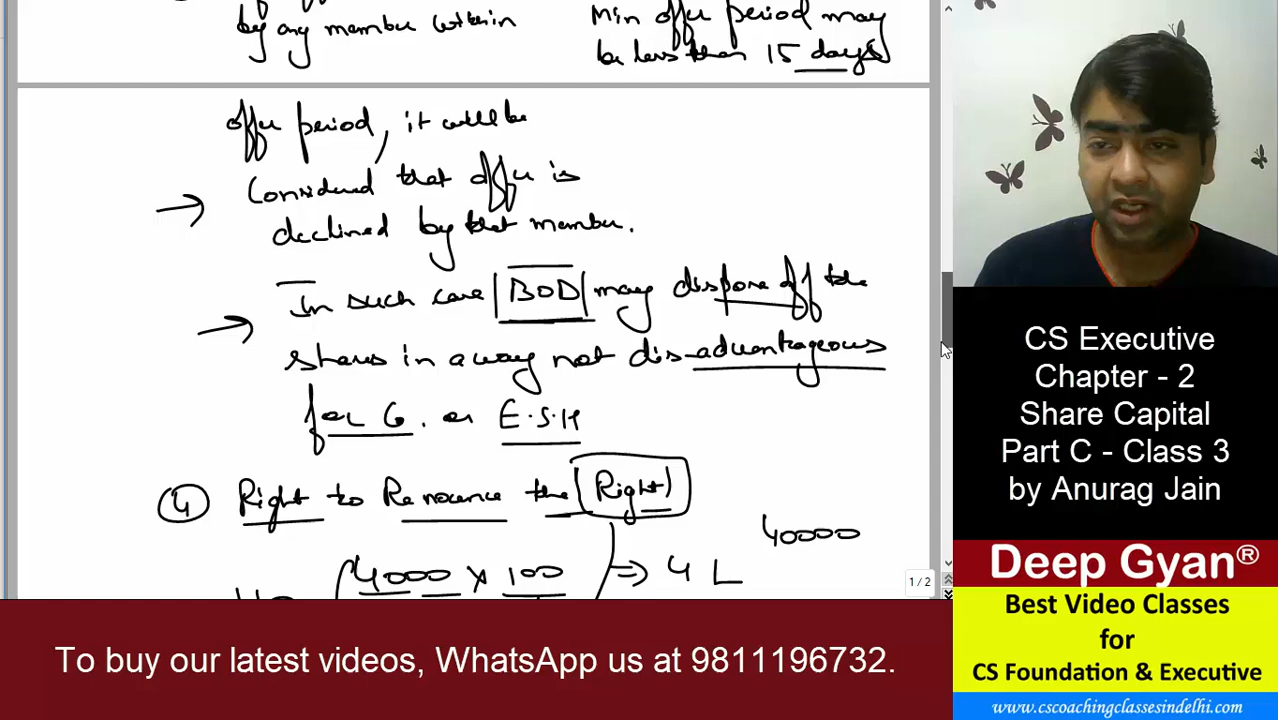 by any member within
Min offer period may
be less than 15 days
offer period, it will be
Considered that offer is
declined by that member.
In such case BOD may dispose off the
shares in a way not dis-advantageous
for Co. or E.S.H
4 Right to Renounce the (Right)
40000
4000 x 100 => 4 L
1/2
CS Executive
Chapter - 2
Share Capital
Part C - Class 3
by Anurag Jain
Deep Gyan®
Best Video Classes
for
CS Foundation & Executive
www.cscoachingclassesindelhi.com
To buy our latest videos, WhatsApp us at 9811196732.